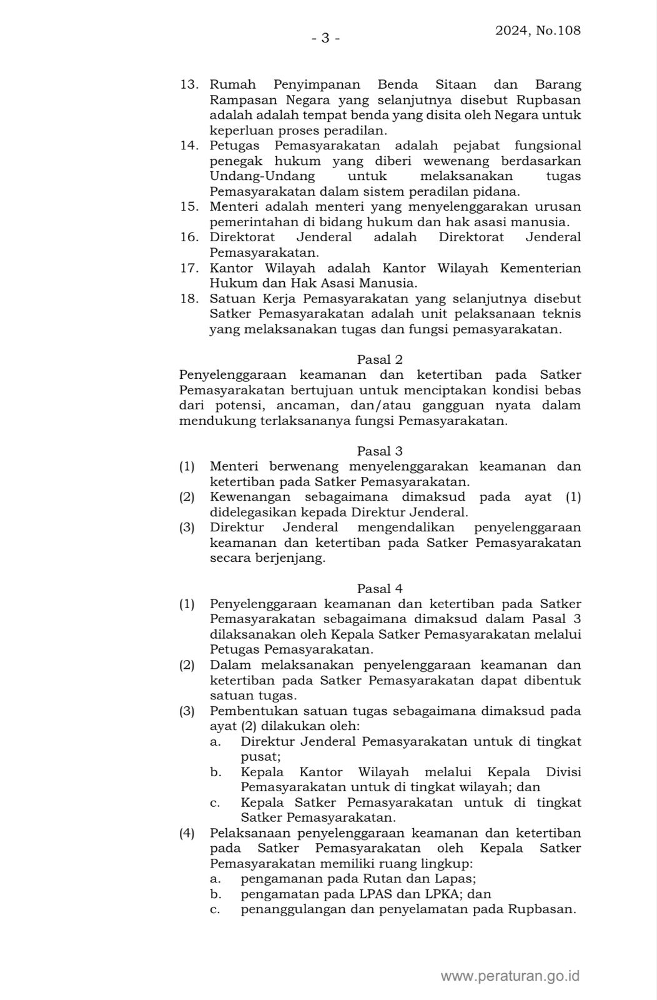 2024, No.108
- 3 -
13. Rumah Penyimpanan Benda Sitaan dan Barang
Rampasan Negara yang selanjutnya disebut Rupbasan
adalah adalah tempat benda yang disita oleh Negara untuk
keperluan proses peradilan.
14. Petugas Pemasyarakatan adalah pejabat fungsional
penegak hukum yang diberi wewenang berdasarkan
Undang-Undang untuk melaksanakan tugas
Pemasyarakatan dalam sistem peradilan pidana.
15. Menteri adalah menteri yang menyelenggarakan urusan
pemerintahan di bidang hukum dan hak asasi manusia.
16. Direktorat Jenderal adalah Direktorat Jenderal
Pemasyarakatan.
17. Kantor Wilayah adalah Kantor Wilayah Kementerian
Hukum dan Hak Asasi Manusia.
18. Satuan Kerja Pemasyarakatan yang selanjutnya disebut
Satker Pemasyarakatan adalah unit pelaksanaan teknis
yang melaksanakan tugas dan fungsi pemasyarakatan.
Pasal 2
Penyelenggaraan keamanan dan ketertiban pada Satker
Pemasyarakatan bertujuan untuk menciptakan kondisi bebas
dari potensi, ancaman, dan/atau gangguan nyata dalam
mendukung terlaksananya fungsi Pemasyarakatan.
Pasal 3
(1) Menteri berwenang menyelenggarakan keamanan dan
ketertiban pada Satker Pemasyarakatan.
(2) Kewenangan sebagaimana dimaksud pada ayat (1)
didelegasikan kepada Direktur Jenderal.
(3) Direktur Jenderal mengendalikan penyelenggaraan
keamanan dan ketertiban pada Satker Pemasyarakatan
secara berjenjang.
Pasal 4
(1) Penyelenggaraan keamanan dan ketertiban pada Satker
Pemasyarakatan sebagaimana dimaksud dalam Pasal 3
dilaksanakan oleh Kepala Satker Pemasyarakatan melalui
Petugas Pemasyarakatan.
(2) Dalam melaksanakan penyelenggaraan keamanan dan
ketertiban pada Satker Pemasyarakatan dapat dibentuk
satuan tugas.
(3) Pembentukan satuan tugas sebagaimana dimaksud pada
ayat (2) dilakukan oleh:
a. Direktur Jenderal Pemasyarakatan untuk di tingkat
pusat;
b. Kepala Kantor Wilayah melalui Kepala Divisi
Pemasyarakatan untuk di tingkat wilayah; dan
c. Kepala Satker Pemasyarakatan untuk di tingkat
Satker Pemasyarakatan.
(4) Pelaksanaan penyelenggaraan keamanan dan ketertiban
pada Satker Pemasyarakatan oleh Kepala Satker
Pemasyarakatan memiliki ruang lingkup:
a. pengamanan pada Rutan dan Lapas;
b. pengamatan pada LPAS dan LPKA; dan
c. penanggulangan dan penyelamatan pada Rupbasan.
www.peraturan.go.id